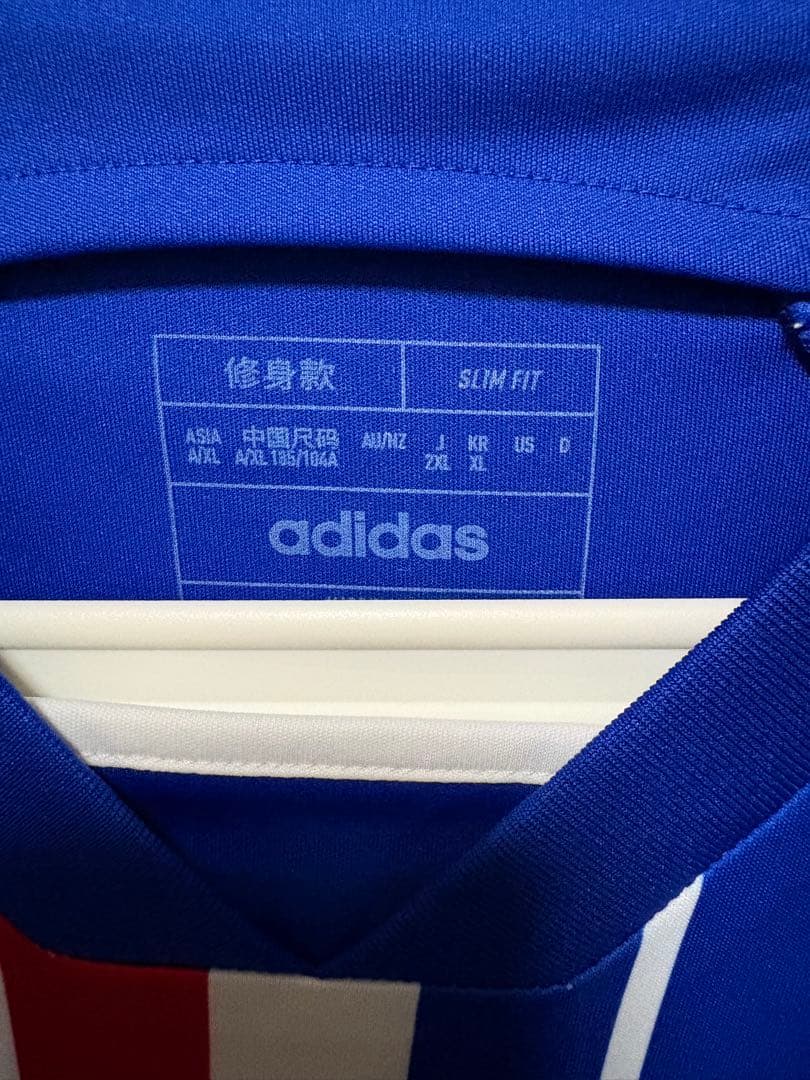 修身款 SLIM FIT
ASIA 中国尺码 AU/NZ J KR US D
A/XL A/XL 185/104A 2XL XL
adidas